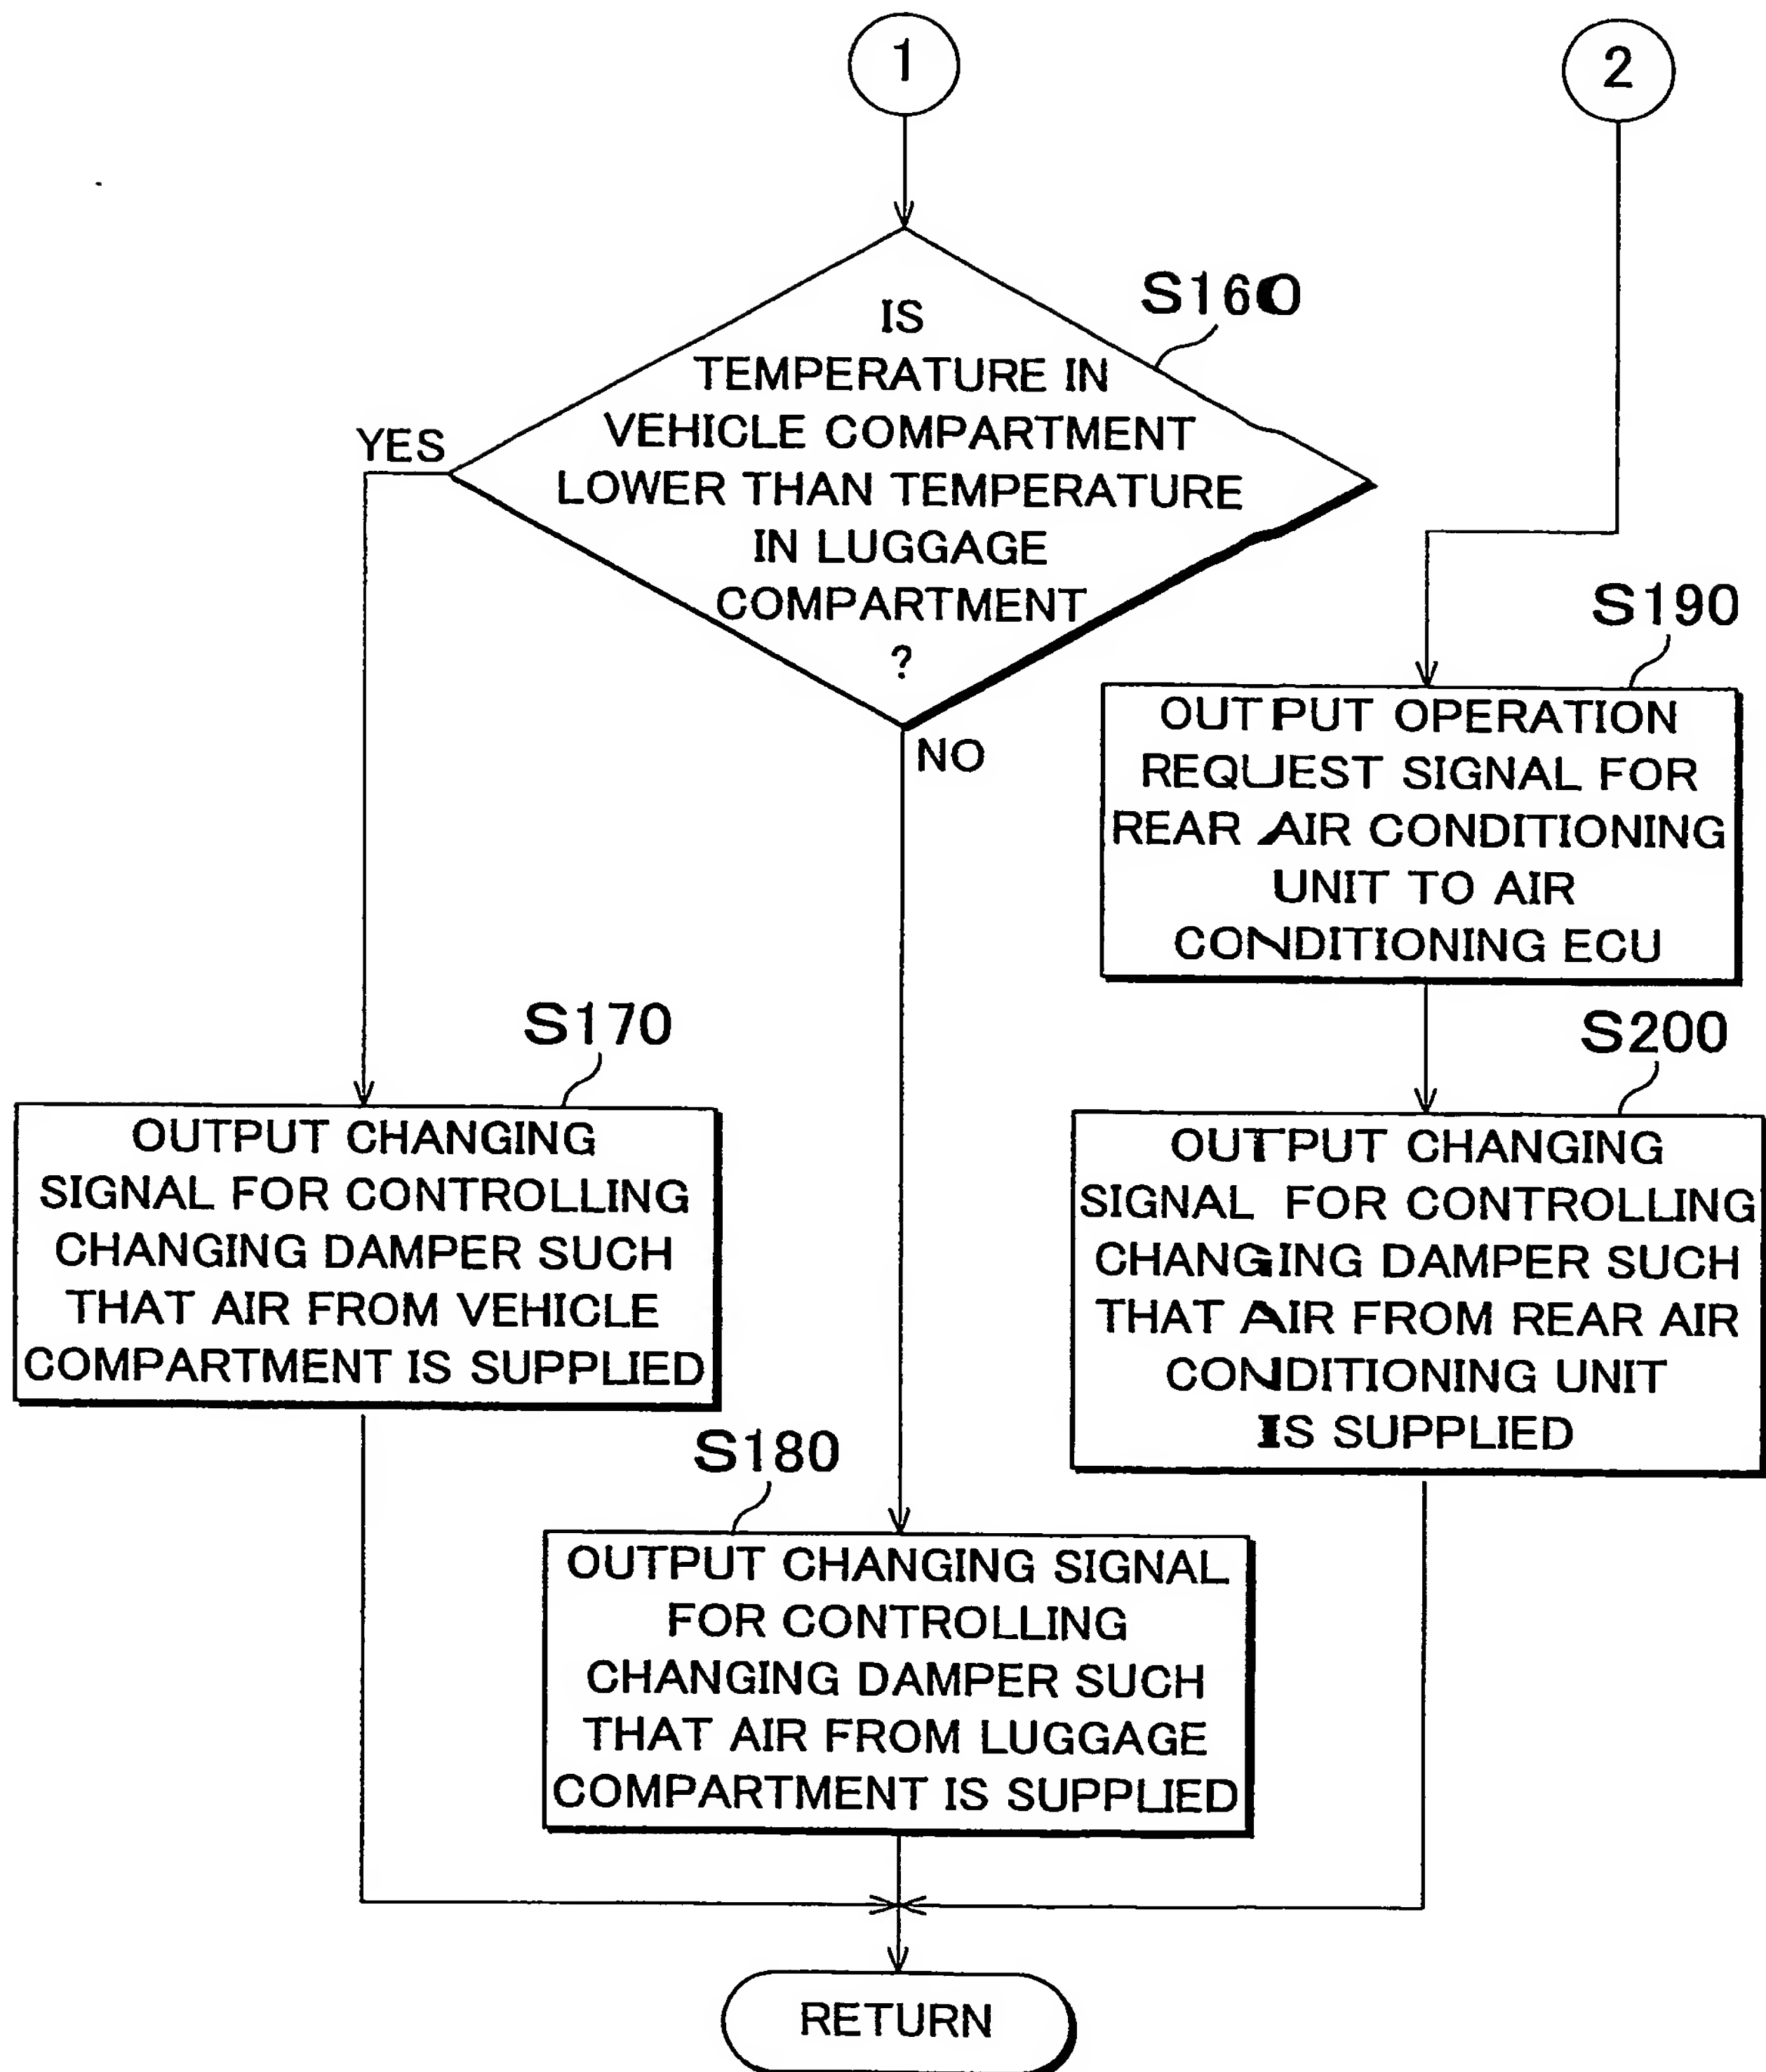 1
2
S160
IS
TEMPERATURE IN
VEHICLE COMPARTMENT
LOWER THAN TEMPERATURE
IN LUGGAGE
COMPARTMENT
?
YES
NO
S190
OUTPUT OPERATION
REQUEST SIGNAL FOR
REAR AIR CONDITIONING
UNIT TO AIR
CONDITIONING ECU
S170
OUTPUT CHANGING
SIGNAL FOR CONTROLLING
CHANGING DAMPER SUCH
THAT AIR FROM VEHICLE
COMPARTMENT IS SUPPLIED
S200
OUTPUT CHANGING
SIGNAL FOR CONTROLLING
CHANGING DAMPER SUCH
THAT AIR FROM REAR AIR
CONDITIONING UNIT
IS SUPPLIED
S180
OUTPUT CHANGING SIGNAL
FOR CONTROLLING
CHANGING DAMPER SUCH
THAT AIR FROM LUGGAGE
COMPARTMENT IS SUPPLIED
RETURN